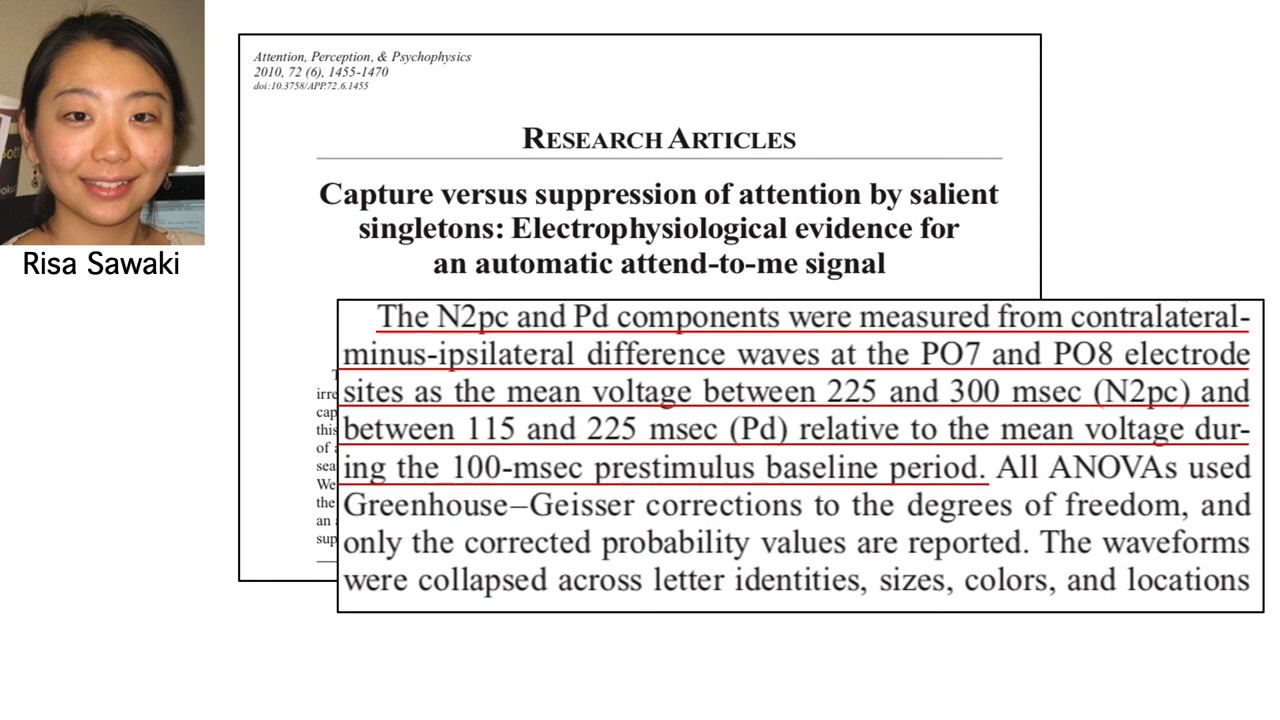 Risa Sawaki
Attention, Perception, & Psychophysics
2010, 72 (6), 1455-1470
doi:10.3758/APP.72.6.1455
RESEARCH ARTICLES
Capture versus suppression of attention by salient
singletons: Electrophysiological evidence for
an automatic attend-to-me signal
The N2pc and Pd components were measured from contralateral-
minus-ipsilateral difference waves at the PO7 and PO8 electrode
sites as the mean voltage between 225 and 300 msec (N2pc) and
between 115 and 225 msec (Pd) relative to the mean voltage dur-
ing the 100-msec prestimulus baseline period. All ANOVAs used
Greenhouse–Geisser corrections to the degrees of freedom, and
only the corrected probability values are reported. The waveforms
were collapsed across letter identities, sizes, colors, and locations